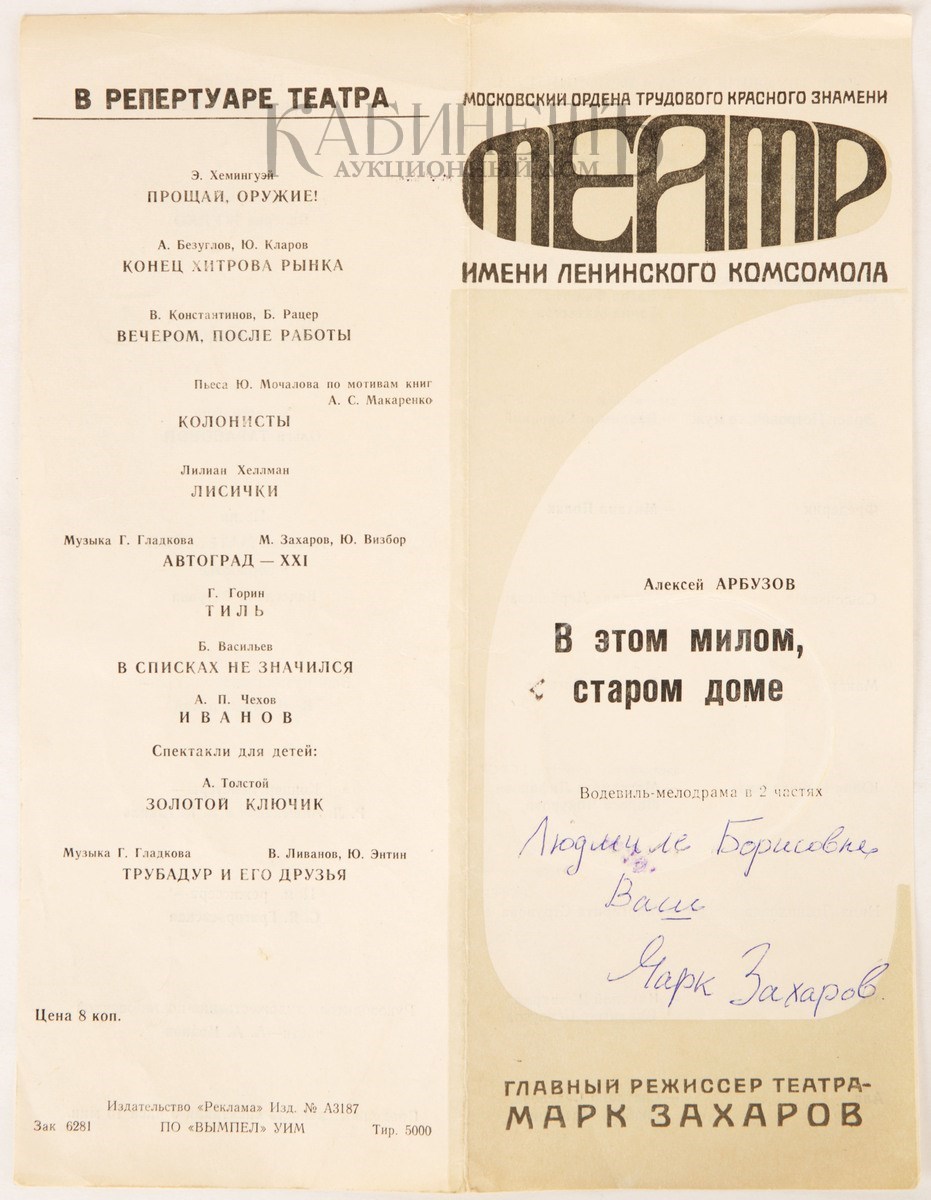 В РЕПЕРТУАРЕ ТЕАТРА
Э. Хемингуэй
ПРОЩАЙ, ОРУЖИЕ!
А. Безуглов, Ю. Кларов
КОНЕЦ ХИТРОВА РЫНКА
В. Константинов, Б. Рацер
ВЕЧЕРОМ, ПОСЛЕ РАБОТЫ
Пьеса Ю. Мочалова по мотивам книг
А. С. Макаренко
КОЛОНИСТЫ
Лилиан Хеллман
ЛИСИЧКИ
Музыка Г. Гладкова М. Захаров, Ю. Визбор
АВТОГРАД — XXI
Г. Горин
ТИЛЬ
Б. Васильев
В СПИСКАХ НЕ ЗНАЧИЛСЯ
А. П. Чехов
ИВАНОВ
Спектакли для детей:
А. Толстой
ЗОЛОТОЙ КЛЮЧИК
Музыка Г. Гладкова В. Ливанов, Ю. Энтин
ТРУБАДУР И ЕГО ДРУЗЬЯ
Цена 8 коп.
Издательство «Реклама» Изд. № А3187
Зак 6281 ПО «ВЫМПЕЛ» УИМ Тир. 5000
КАБИНЕТЪ
АУКЦИОННЫЙ ДОМ
МОСКОВСКИЙ ОРДЕНА ТРУДОВОГО КРАСНОГО ЗНАМЕНИ
ТЕАТР
ИМЕНИ ЛЕНИНСКОГО КОМСОМОЛА
Алексей АРБУЗОВ
В этом милом,
старом доме
Водевиль-мелодрама в 2 частях
Людмиле Борисовне
Ваш
Марк Захаров
ГЛАВНЫЙ РЕЖИССЕР ТЕАТРА-
МАРК ЗАХАРОВ